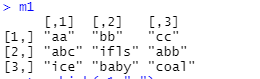 > m1
     [,1]  [,2]   [,3]
[1,] "aa"  "bb"   "cc"
[2,] "abc" "ifls" "abb"
[3,] "ice" "baby" "coal"